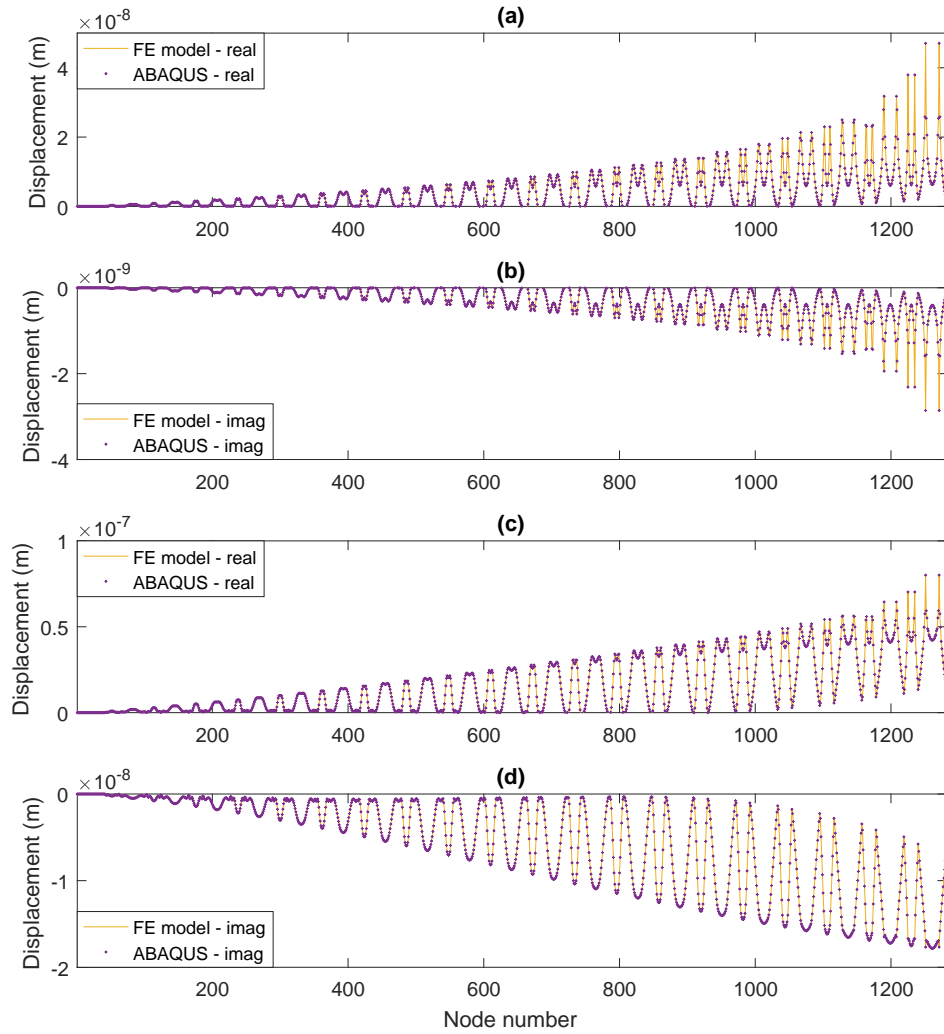 (a)
×10^-8
Displacement (m)
4
2
0
FE model - real
ABAQUS - real
200 400 600 800 1000 1200
(b)
×10^-9
Displacement (m)
0
-2
-4
FE model - imag
ABAQUS - imag
200 400 600 800 1000 1200
(c)
×10^-7
Displacement (m)
1
0.5
0
FE model - real
ABAQUS - real
200 400 600 800 1000 1200
(d)
×10^-8
Displacement (m)
0
-1
-2
FE model - imag
ABAQUS - imag
200 400 600 800 1000 1200
Node number